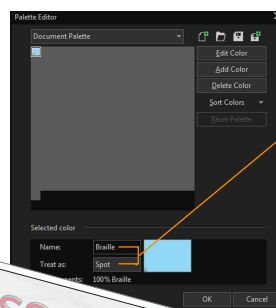 Palette Editor
Document Palette
Edit Color
Add Color
Delete Color
Sort Colors
Reset Palette
Selected color
Name: Braille
Treat as: Spot
100% Braille
OK Cancel